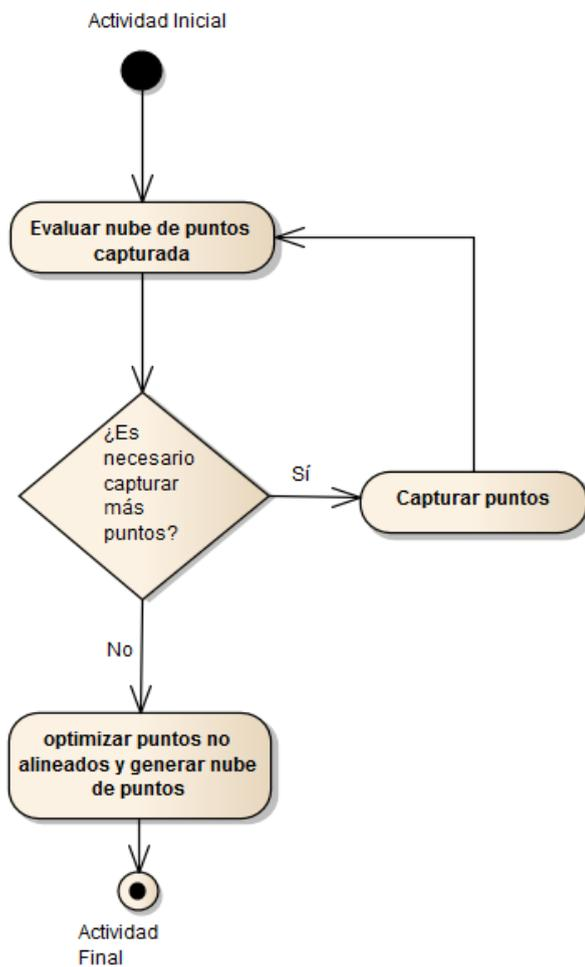 Actividad Inicial
Evaluar nube de puntos
capturada
¿Es
necesario
capturar
más
puntos?
Sí
Capturar puntos
No
optimizar puntos no
alineados y generar nube
de puntos
Actividad
Final